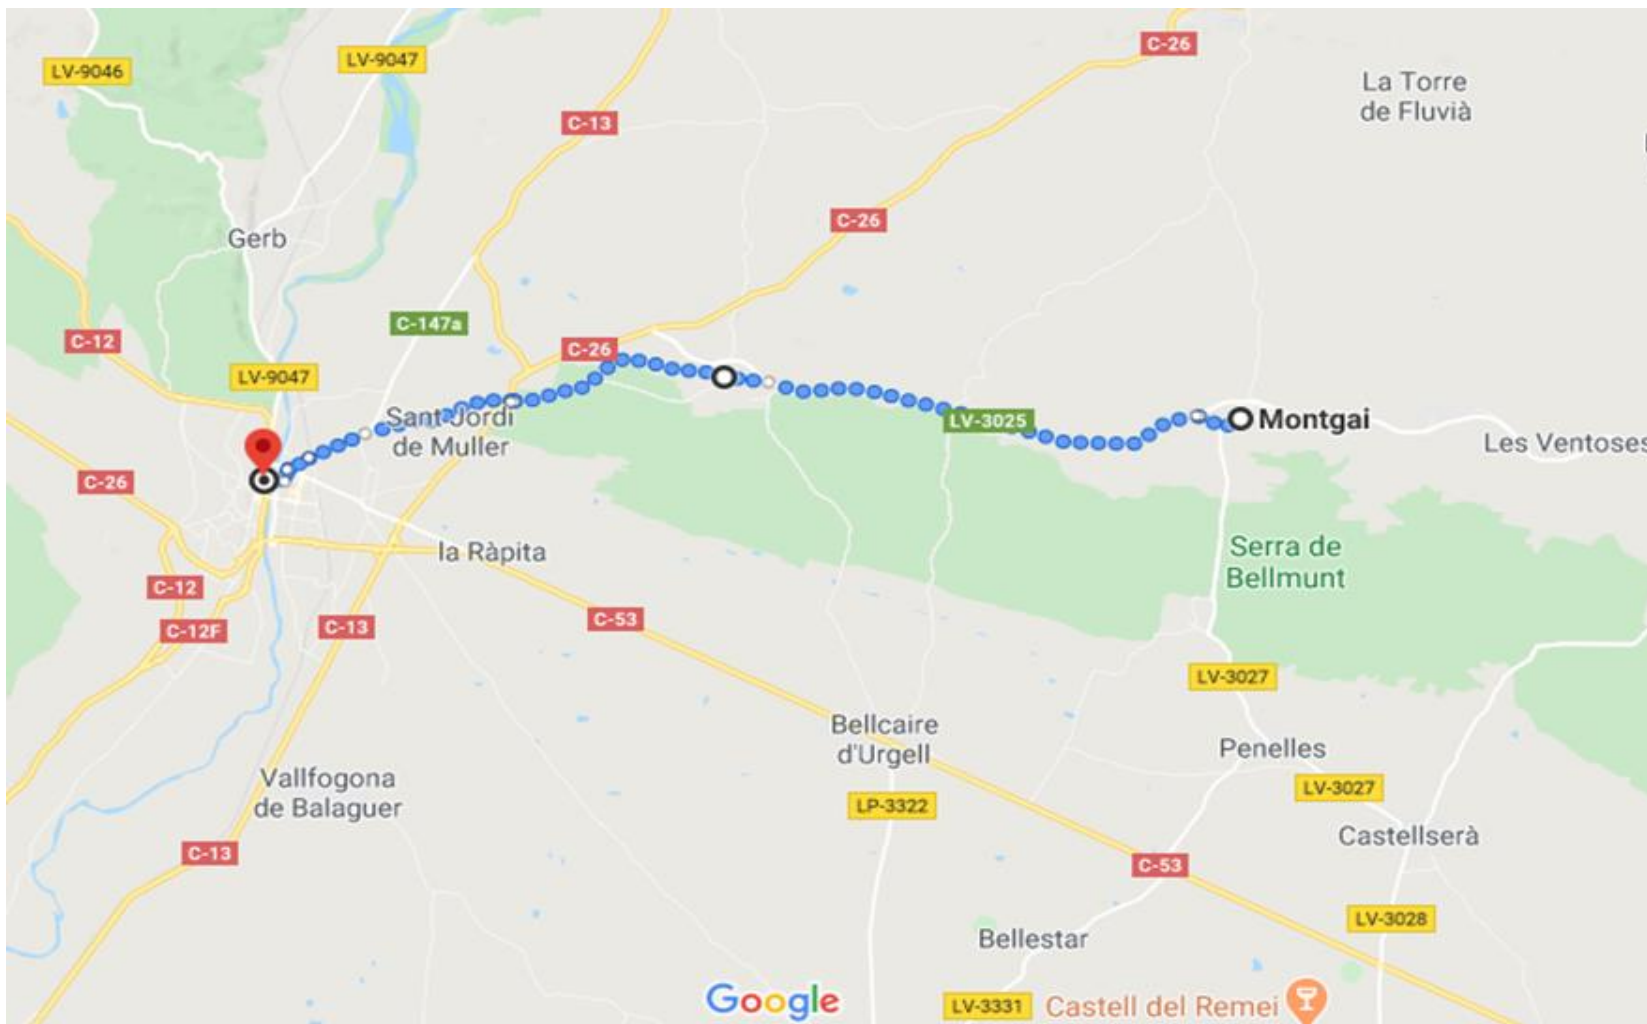 C-26
LV-9047
LV-9046
La Torre
de Fluvià
C-13
C-26
Gerb
C-147a
C-12
C-26
LV-9047
Sant Jordi
de Muller
LV-3025
Montgai
Les Ventoses
C-26
Serra de
Bellmunt
la Ràpita
C-12
C-12F
C-13
C-53
LV-3027
Bellcaire
d'Urgell
Penelles
Vallfogona
de Balaguer
LV-3027
LP-3322
Castellserà
C-13
C-53
LV-3028
Bellestar
Google
LV-3331
Castell del Remei